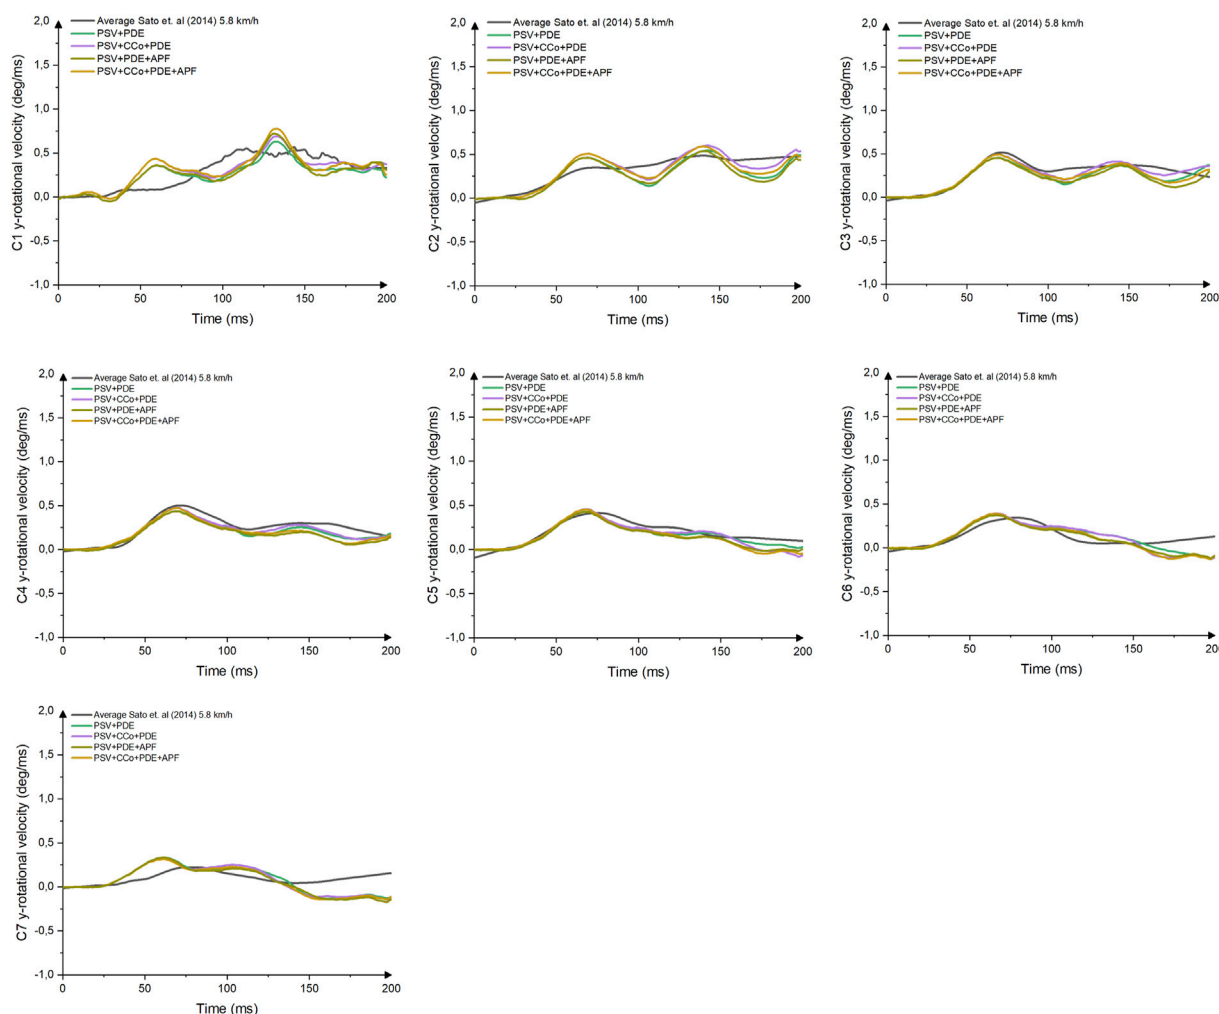 2,0
1,5
1,0
0,5
0,0
-0,5
-1,0
C1 y-rotational velocity (deg/ms)
Average Sato et. al (2014) 5.8 km/h
PSV+PDE
PSV+CCo+PDE
PSV+PDE+APF
PSV+CCo+PDE+APF
0 50 100 150 200
Time (ms)
2,0
1,5
1,0
0,5
0,0
-0,5
-1,0
C2 y-rotational velocity (deg/ms)
Average Sato et. al (2014) 5.8 km/h
PSV+PDE
PSV+CCo+PDE
PSV+PDE+APF
PSV+CCo+PDE+APF
0 50 100 150 200
Time (ms)
2,0
1,5
1,0
0,5
0,0
-0,5
-1,0
C3 y-rotational velocity (deg/ms)
Average Sato et. al (2014) 5.8 km/h
PSV+PDE
PSV+CCo+PDE
PSV+PDE+APF
PSV+CCo+PDE+APF
0 50 100 150 200
Time (ms)
2,0
1,5
1,0
0,5
0,0
-0,5
-1,0
C4 y-rotational velocity (deg/ms)
Average Sato et. al (2014) 5.8 km/h
PSV+PDE
PSV+CCo+PDE
PSV+PDE+APF
PSV+CCo+PDE+APF
0 50 100 150 200
Time (ms)
2,0
1,5
1,0
0,5
0,0
-0,5
-1,0
C5 y-rotational velocity (deg/ms)
Average Sato et. al (2014) 5.8 km/h
PSV+PDE
PSV+CCo+PDE
PSV+PDE+APF
PSV+CCo+PDE+APF
0 50 100 150 200
Time (ms)
2,0
1,5
1,0
0,5
0,0
-0,5
-1,0
C6 y-rotational velocity (deg/ms)
Average Sato et. al (2014) 5.8 km/h
PSV+PDE
PSV+CCo+PDE
PSV+PDE+APF
PSV+CCo+PDE+APF
0 50 100 150 200
Time (ms)
2,0
1,5
1,0
0,5
0,0
-0,5
-1,0
C7 y-rotational velocity (deg/ms)
Average Sato et. al (2014) 5.8 km/h
PSV+PDE
PSV+CCo+PDE
PSV+PDE+APF
PSV+CCo+PDE+APF
0 50 100 150 200
Time (ms)